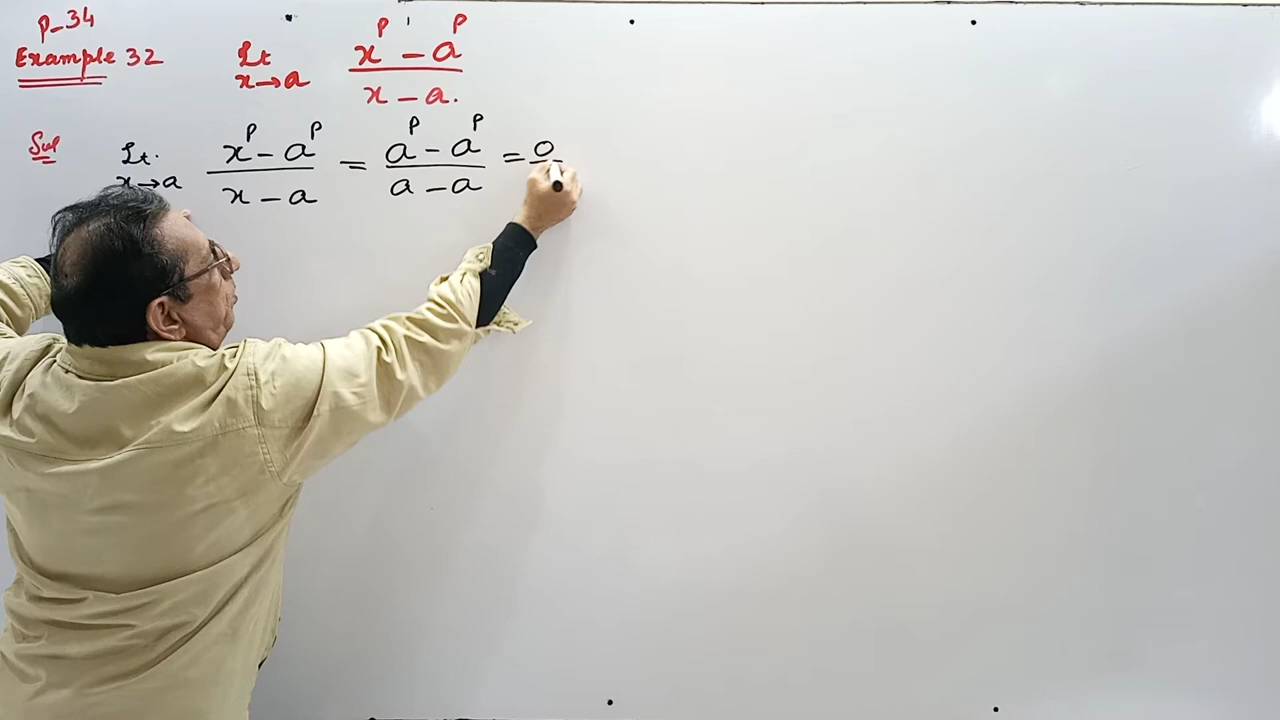 P-34
Example 32 Lt x→a x^p - a^p / x - a.
Sol Lt. x→a x^p - a^p / x - a = a^p - a^p / a - a = 0